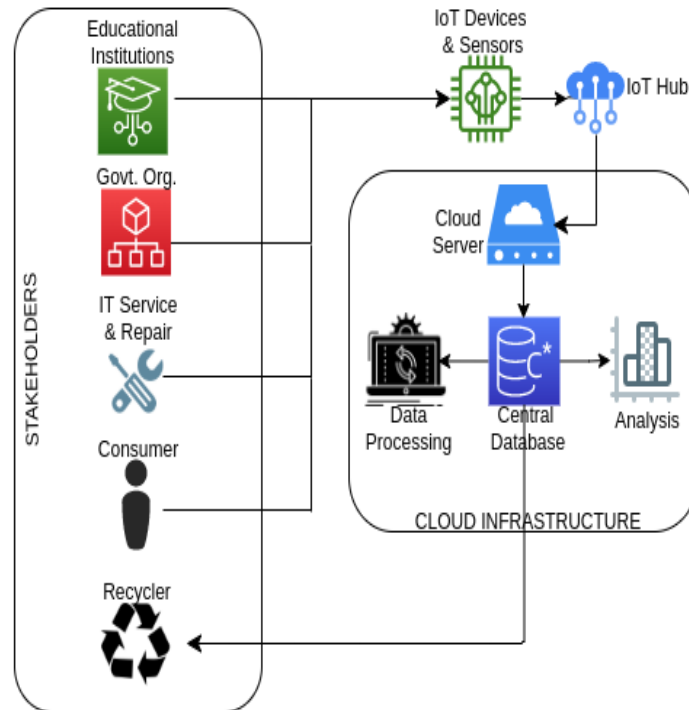 Educational
Institutions
Govt. Org.
IT Service
& Repair
Consumer
Recycler
STAKEHOLDERS
IoT Devices
& Sensors
IoT Hub
Cloud
Server
C*
Data
Processing
Central
Database
Analysis
CLOUD INFRASTRUCTURE